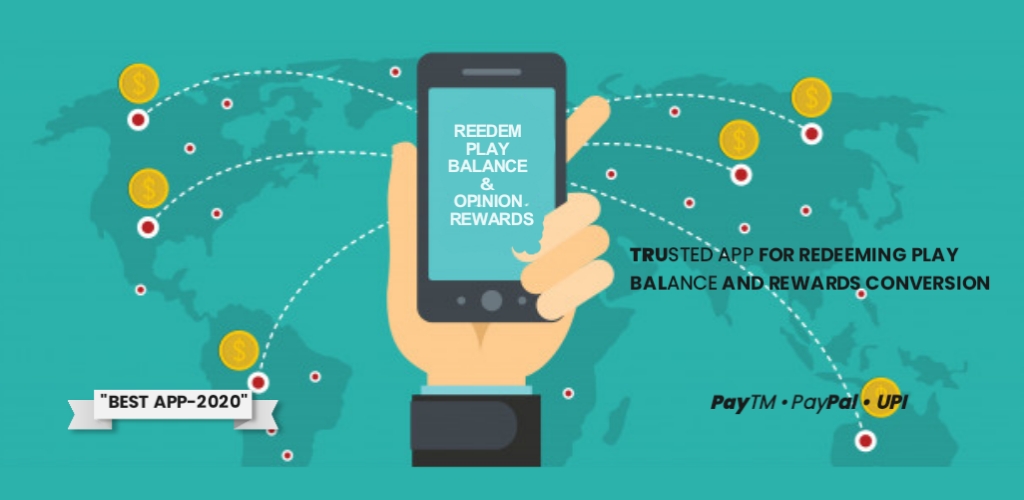 REEDEM
PLAY
BALANCE
&
OPINION
REWARDS
TRUSTED APP FOR REDEEMING PLAY
BALANCE AND REWARDS CONVERSION
"BEST APP-2020"
PayTM • PayPal • UPI